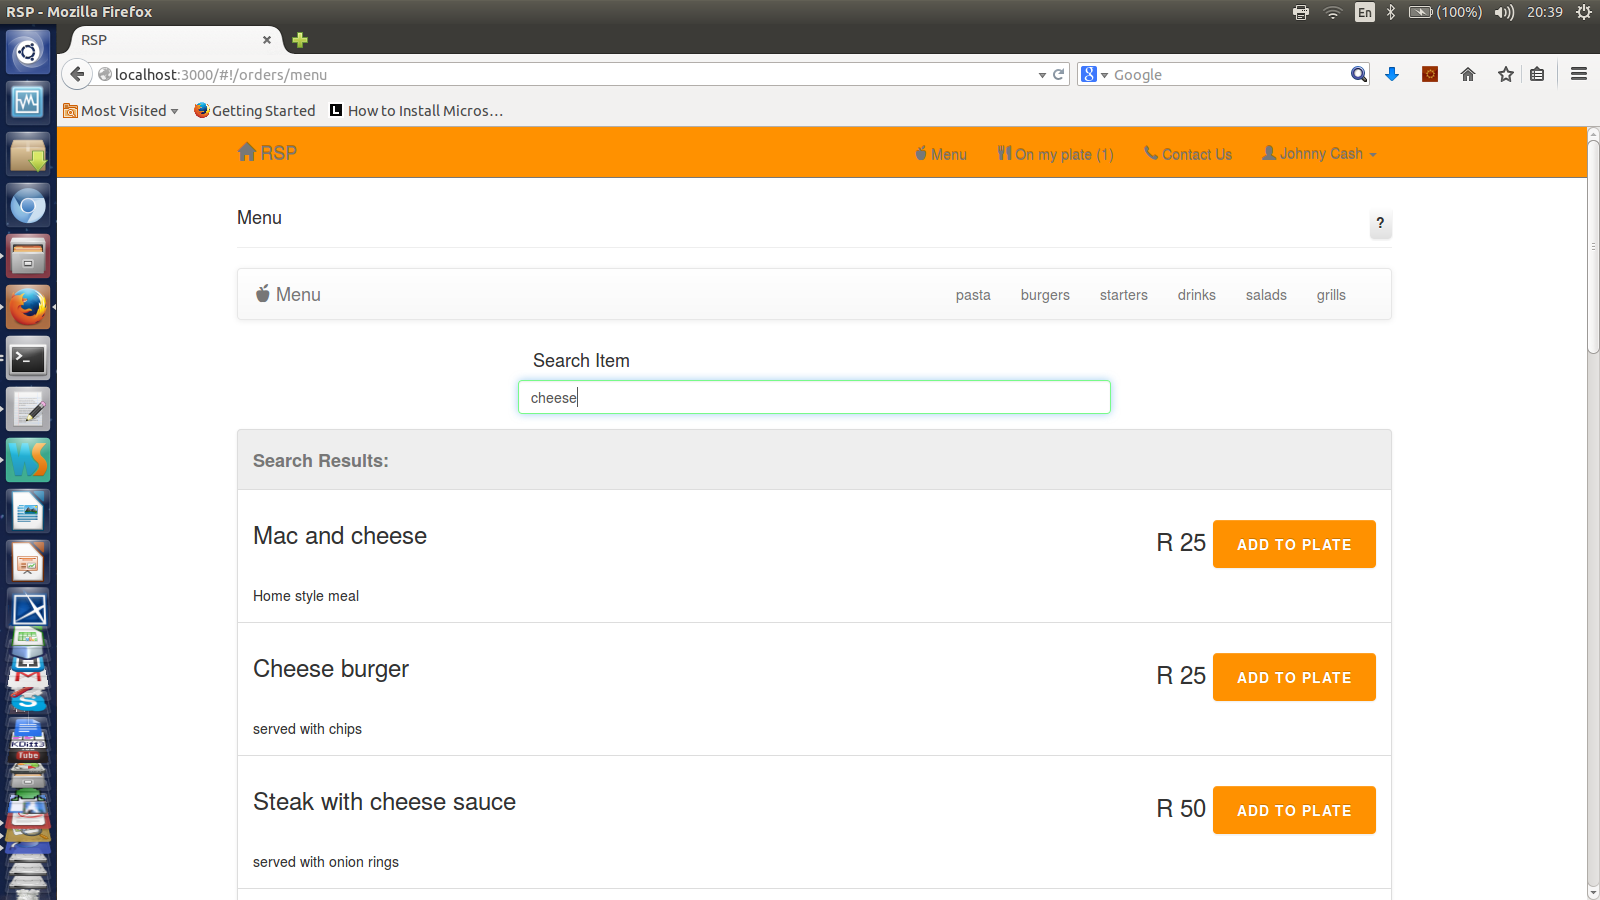 RSP - Mozilla Firefox
En
(100%)
20:39
RSP
localhost:3000/#!/orders/menu
Google
Most Visited
Getting Started
How to Install Micros...
RSP
Menu
On my plate (1)
Contact Us
Johnny Cash
Menu
?
Menu
pasta
burgers
starters
drinks
salads
grills
Search Item
cheese
Search Results:
Mac and cheese
R 25
ADD TO PLATE
Home style meal
Cheese burger
R 25
ADD TO PLATE
served with chips
Steak with cheese sauce
R 50
ADD TO PLATE
served with onion rings